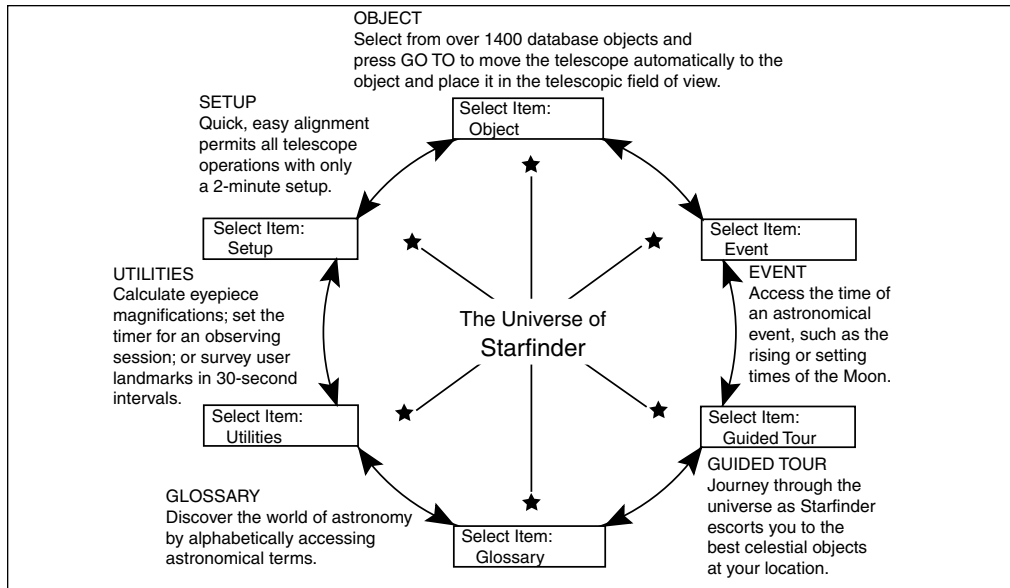 OBJECT
Select from over 1400 database objects and
press GO TO to move the telescope automatically to the
object and place it in the telescopic field of view.
Select Item:
Object
SETUP
Quick, easy alignment
permits all telescope
operations with only
a 2-minute setup.
Select Item:
Setup
Select Item:
Event
UTILITIES
Calculate eyepiece
magnifications; set the
timer for an observing
session; or survey user
landmarks in 30-second
intervals.
EVENT
Access the time of
an astronomical
event, such as the
rising or setting
times of the Moon.
The Universe of
Starfinder
Select Item:
Utilities
Select Item:
Guided Tour
GLOSSARY
Discover the world of astronomy
by alphabetically accessing
astronomical terms.
Select Item:
Glossary
GUIDED TOUR
Journey through the
universe as Starfinder
escorts you to the
best celestial objects
at your location.